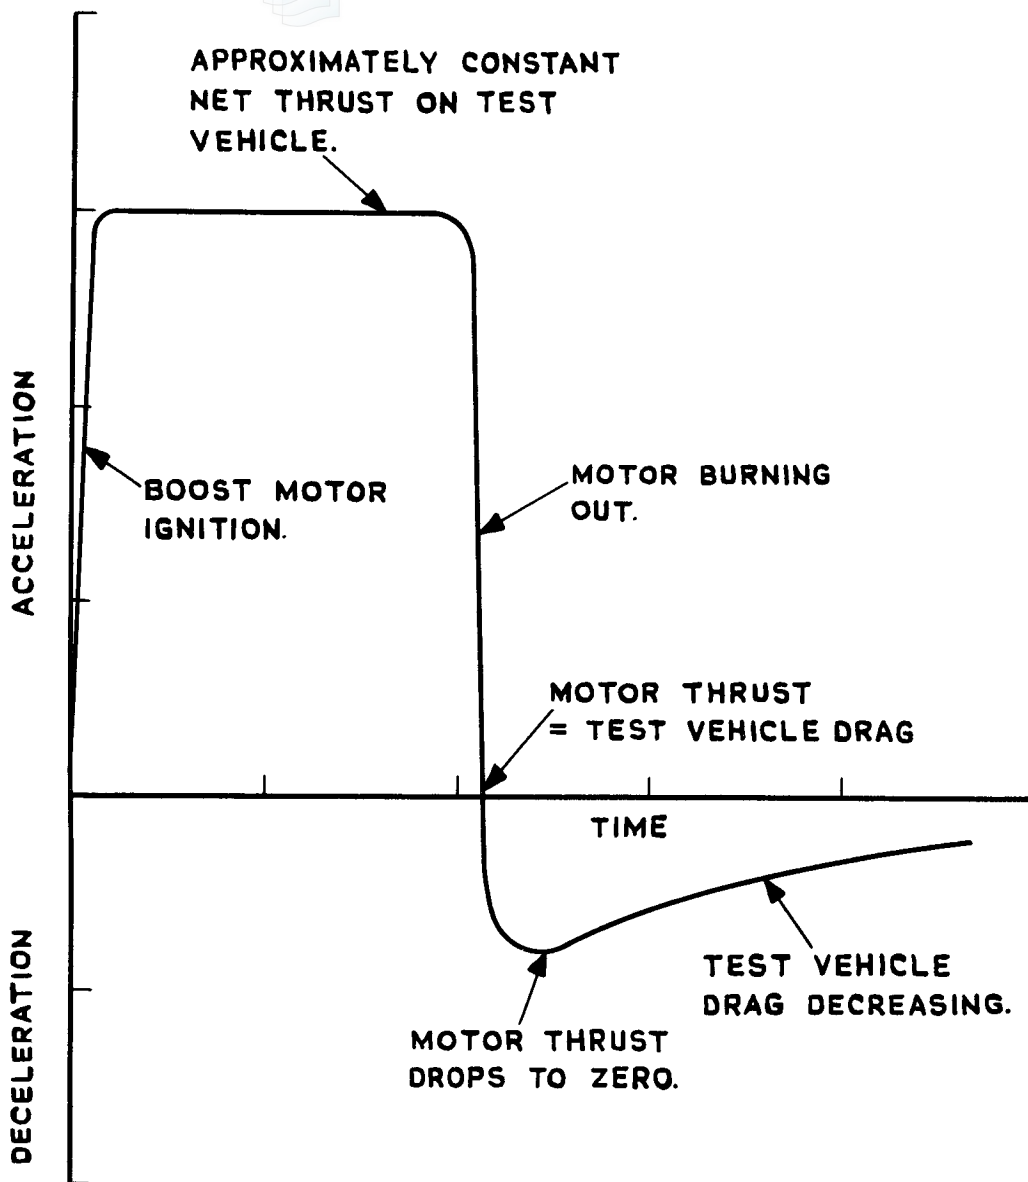 APPROXIMATELY CONSTANT
NET THRUST ON TEST
VEHICLE.
ACCELERATION
BOOST MOTOR
IGNITION.
MOTOR BURNING
OUT.
MOTOR THRUST
= TEST VEHICLE DRAG
TIME
DECELERATION
TEST VEHICLE
DRAG DECREASING.
MOTOR THRUST
DROPS TO ZERO.